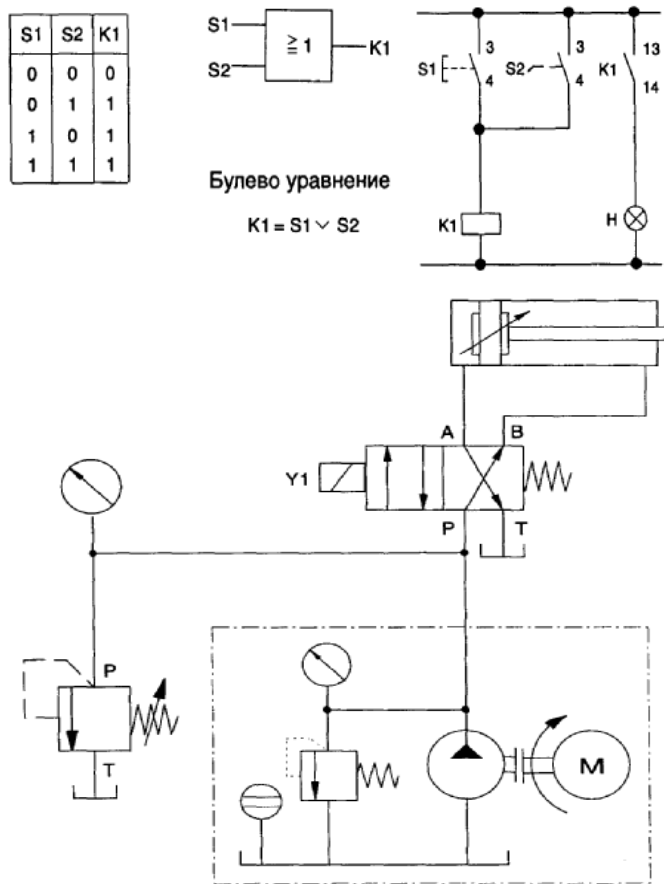 S1 S2 K1
0 0 0
0 1 1
1 0 1
1 1 1
S1
S2
≧ 1
K1
Булево уравнение
K1 = S1 ∨ S2
S1
3
4
S2
3
4
K1
13
14
K1
H
A B
Y1
P T
P
T
M